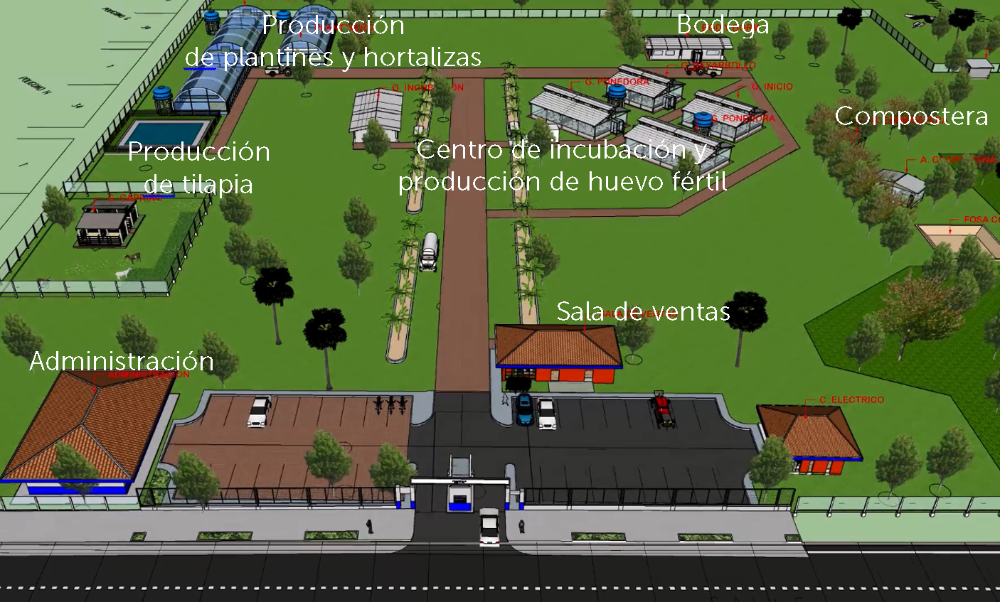 Producción
de plantines y hortalizas
Bodega
G. DESARROLLO
G. PONEDORA
G. INICIO
G. PONEDORA
Compostera
Producción
de tilapia
Centro de incubación y
producción de huevo fértil
FOSA CO
Sala de ventas
Administración
ADMINISTRACION
C. ELECTRICO